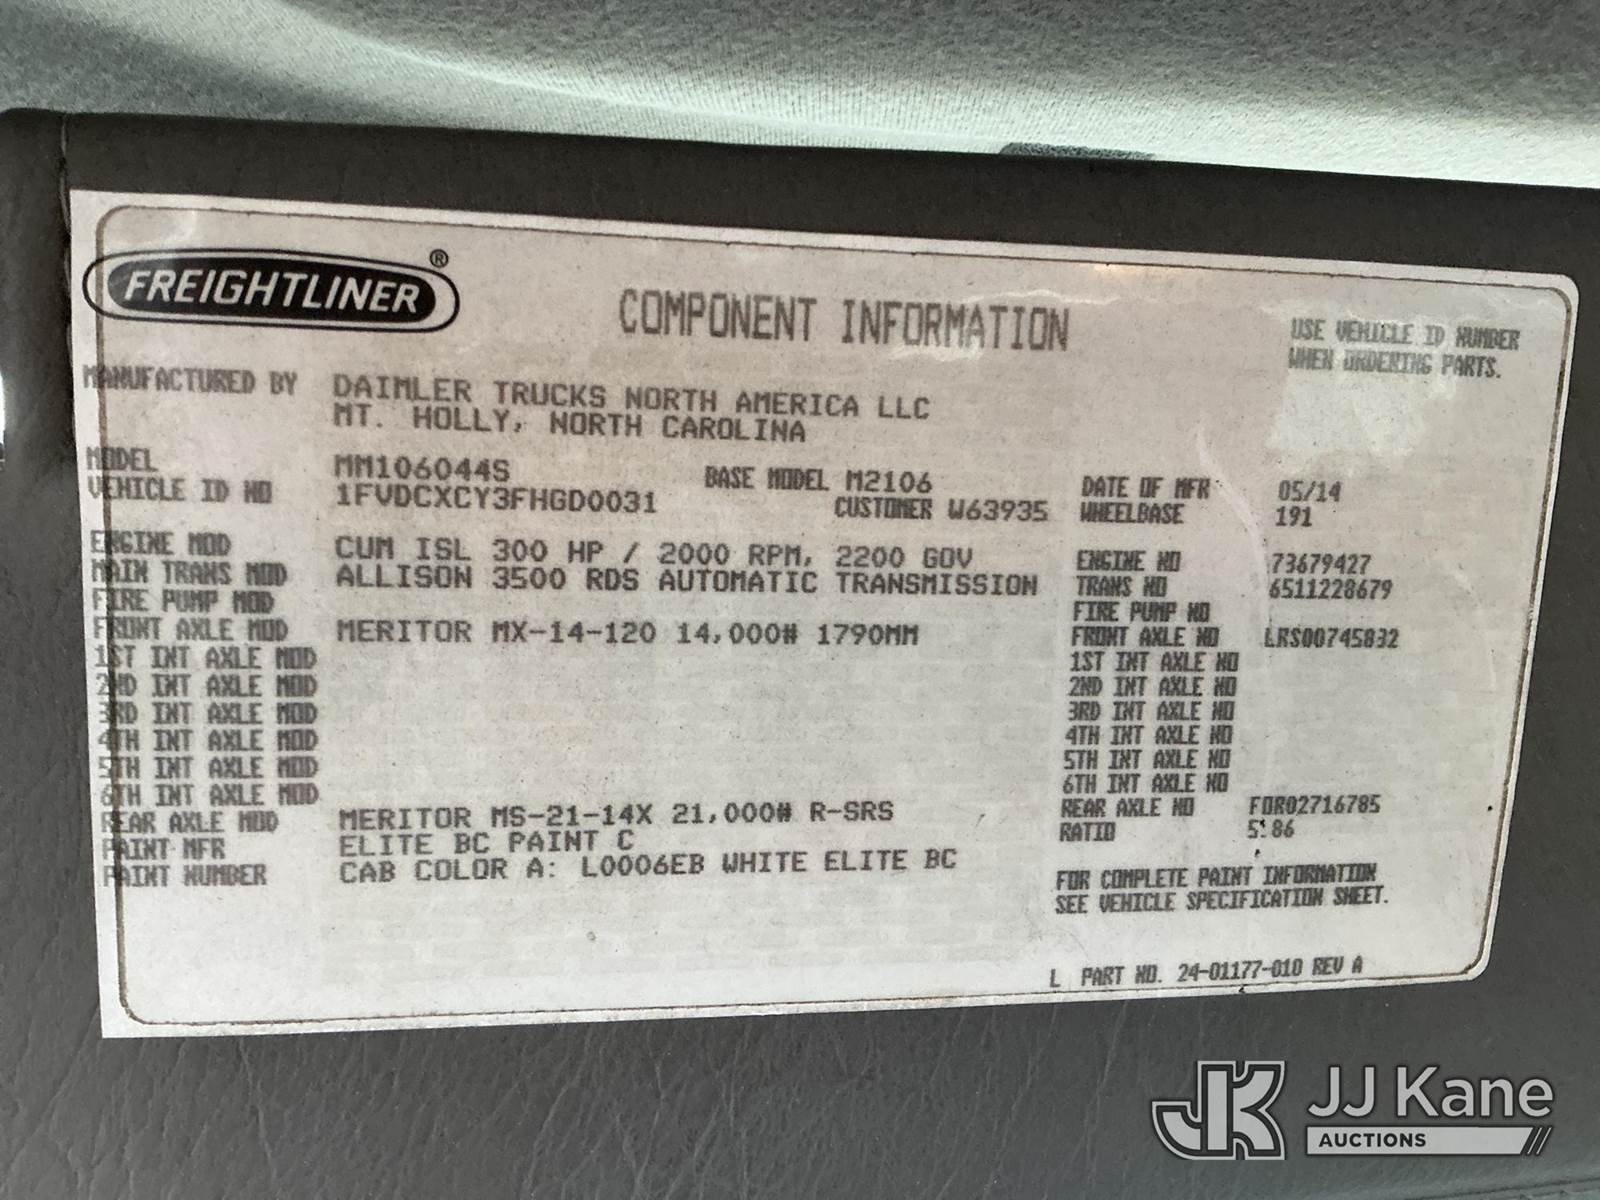 FREIGHTLINER®
COMPONENT INFORMATION
USE VEHICLE ID NUMBER
WHEN ORDERING PARTS.
MANUFACTURED BY DAIMLER TRUCKS NORTH AMERICA LLC
MT. HOLLY, NORTH CAROLINA
MODEL MM106044S BASE MODEL M2106 DATE OF MFR 05/14
VEHICLE ID NO 1FVDCXCY3FHGD0031 CUSTOMER W63935 WHEELBASE 191
ENGINE MOD CUM ISL 300 HP / 2000 RPM, 2200 GOV ENGINE NO 73679427
MAIN TRANS MOD ALLISON 3500 RDS AUTOMATIC TRANSMISSION TRANS NO 6511228679
FIRE PUMP MOD FIRE PUMP NO
FRONT AXLE MOD MERITOR MX-14-120 14,000# 1790MM FRONT AXLE NO LRS00745832
1ST INT AXLE MOD 1ST INT AXLE NO
2ND INT AXLE MOD 2ND INT AXLE NO
3RD INT AXLE MOD 3RD INT AXLE NO
4TH INT AXLE MOD 4TH INT AXLE NO
5TH INT AXLE MOD 5TH INT AXLE NO
6TH INT AXLE MOD 6TH INT AXLE NO
REAR AXLE MOD MERITOR MS-21-14X 21,000# R-SRS REAR AXLE NO FOR02716785
PAINT MFR ELITE BC PAINT C RATIO 5.86
PAINT NUMBER CAB COLOR A: L0006EB WHITE ELITE BC
FOR COMPLETE PAINT INFORMATION
SEE VEHICLE SPECIFICATION SHEET.
L PART NO. 24-01177-010 REV A
JK JJ Kane
AUCTIONS